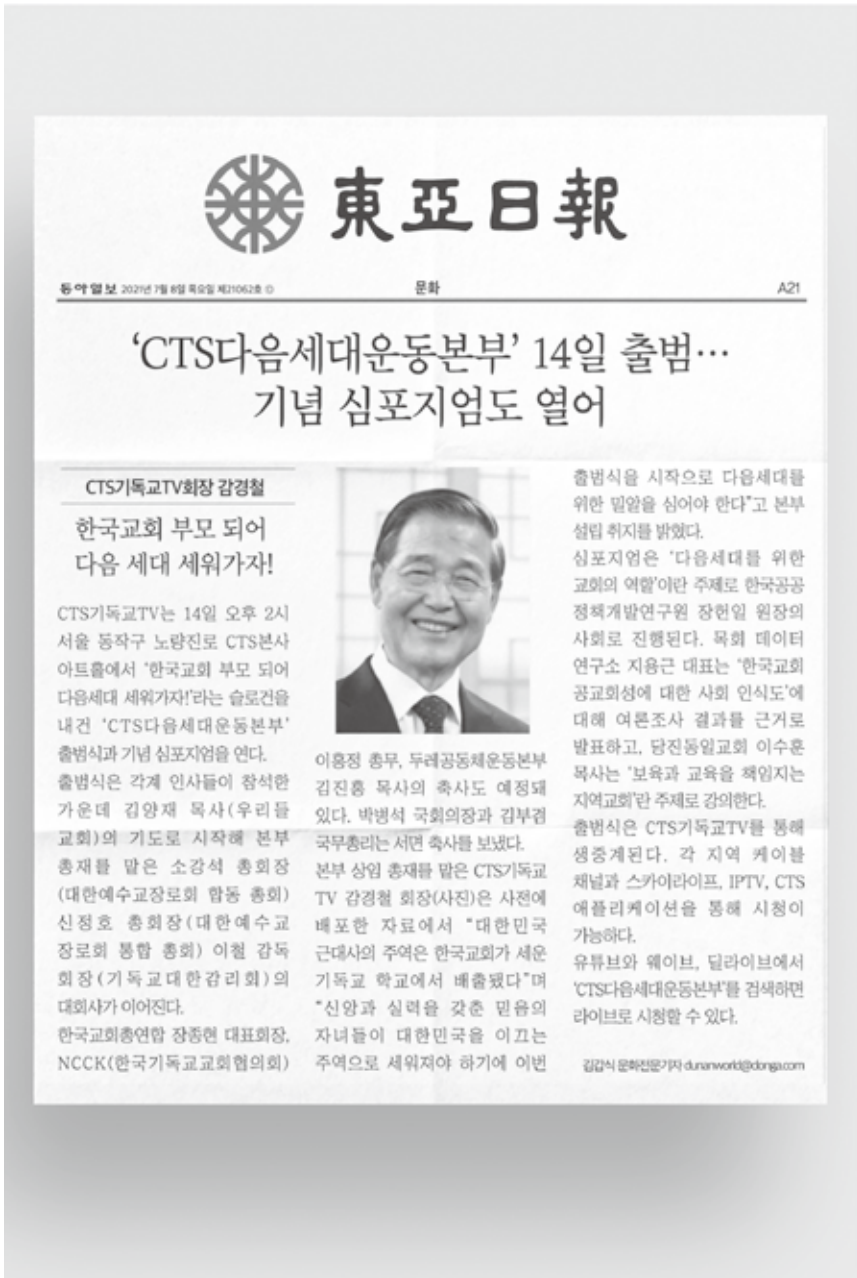 東亞日報
동아일보 2021년 7월 8일 목요일 제21062호
문화
A21
‘CTS다음세대운동본부’ 14일 출범…
기념 심포지엄도 열어
CTS기독교TV회장 감경철
한국교회 부모 되어
다음 세대 세워가자!
CTS기독교TV는 14일 오후 2시
서울 동작구 노량진로 CTS본사
아트홀에서 ‘한국교회 부모 되어
다음세대 세워가자!’라는 슬로건을
내건 ‘CTS다음세대운동본부’
출범식과 기념 심포지엄을 연다.
출범식은 각계 인사들이 참석한
가운데 김양재 목사(우리들
교회)의 기도로 시작해 본부
총재를 맡은 소강석 총회장
(대한예수교장로회 합동 총회)
신정호 총회장(대한예수교
장로회 통합 총회) 이철 감독
회장(기독교대한감리회)의
대회사가 이어진다.
한국교회총연합 장종현 대표회장,
NCCK(한국기독교교회협의회)
이홍정 총무, 두레공동체운동본부
김진홍 목사의 축사도 예정돼
있다. 박병석 국회의장과 김부겸
국무총리는 서면 축사를 보냈다.
본부 상임 총재를 맡은 CTS기독교
TV 감경철 회장(사진)은 사전에
배포한 자료에서 “대한민국
근대사의 주역은 한국교회가 세운
기독교 학교에서 배출됐다”며
“신앙과 실력을 갖춘 믿음의
자녀들이 대한민국을 이끄는
주역으로 세워져야 하기에 이번
출범식을 시작으로 다음세대를
위한 밀알을 심어야 한다”고 본부
설립 취지를 밝혔다.
심포지엄은 ‘다음세대를 위한
교회의 역할’이란 주제로 한국공공
정책개발연구원 장헌일 원장의
사회로 진행된다. 목회 데이터
연구소 지용근 대표는 ‘한국교회
공교회성에 대한 사회 인식도’에
대해 여론조사 결과를 근거로
발표하고, 당진동일교회 이수훈
목사는 ‘보육과 교육을 책임지는
지역교회’란 주제로 강의한다.
출범식은 CTS기독교TV를 통해
생중계된다. 각 지역 케이블
채널과 스카이라이프, IPTV, CTS
애플리케이션을 통해 시청이
가능하다.
유튜브와 웨이브, 딜라이브에서
‘CTS다음세대운동본부’를 검색하면
라이브로 시청할 수 있다.
김갑식 문화전문기자 dunanworld@donga.com